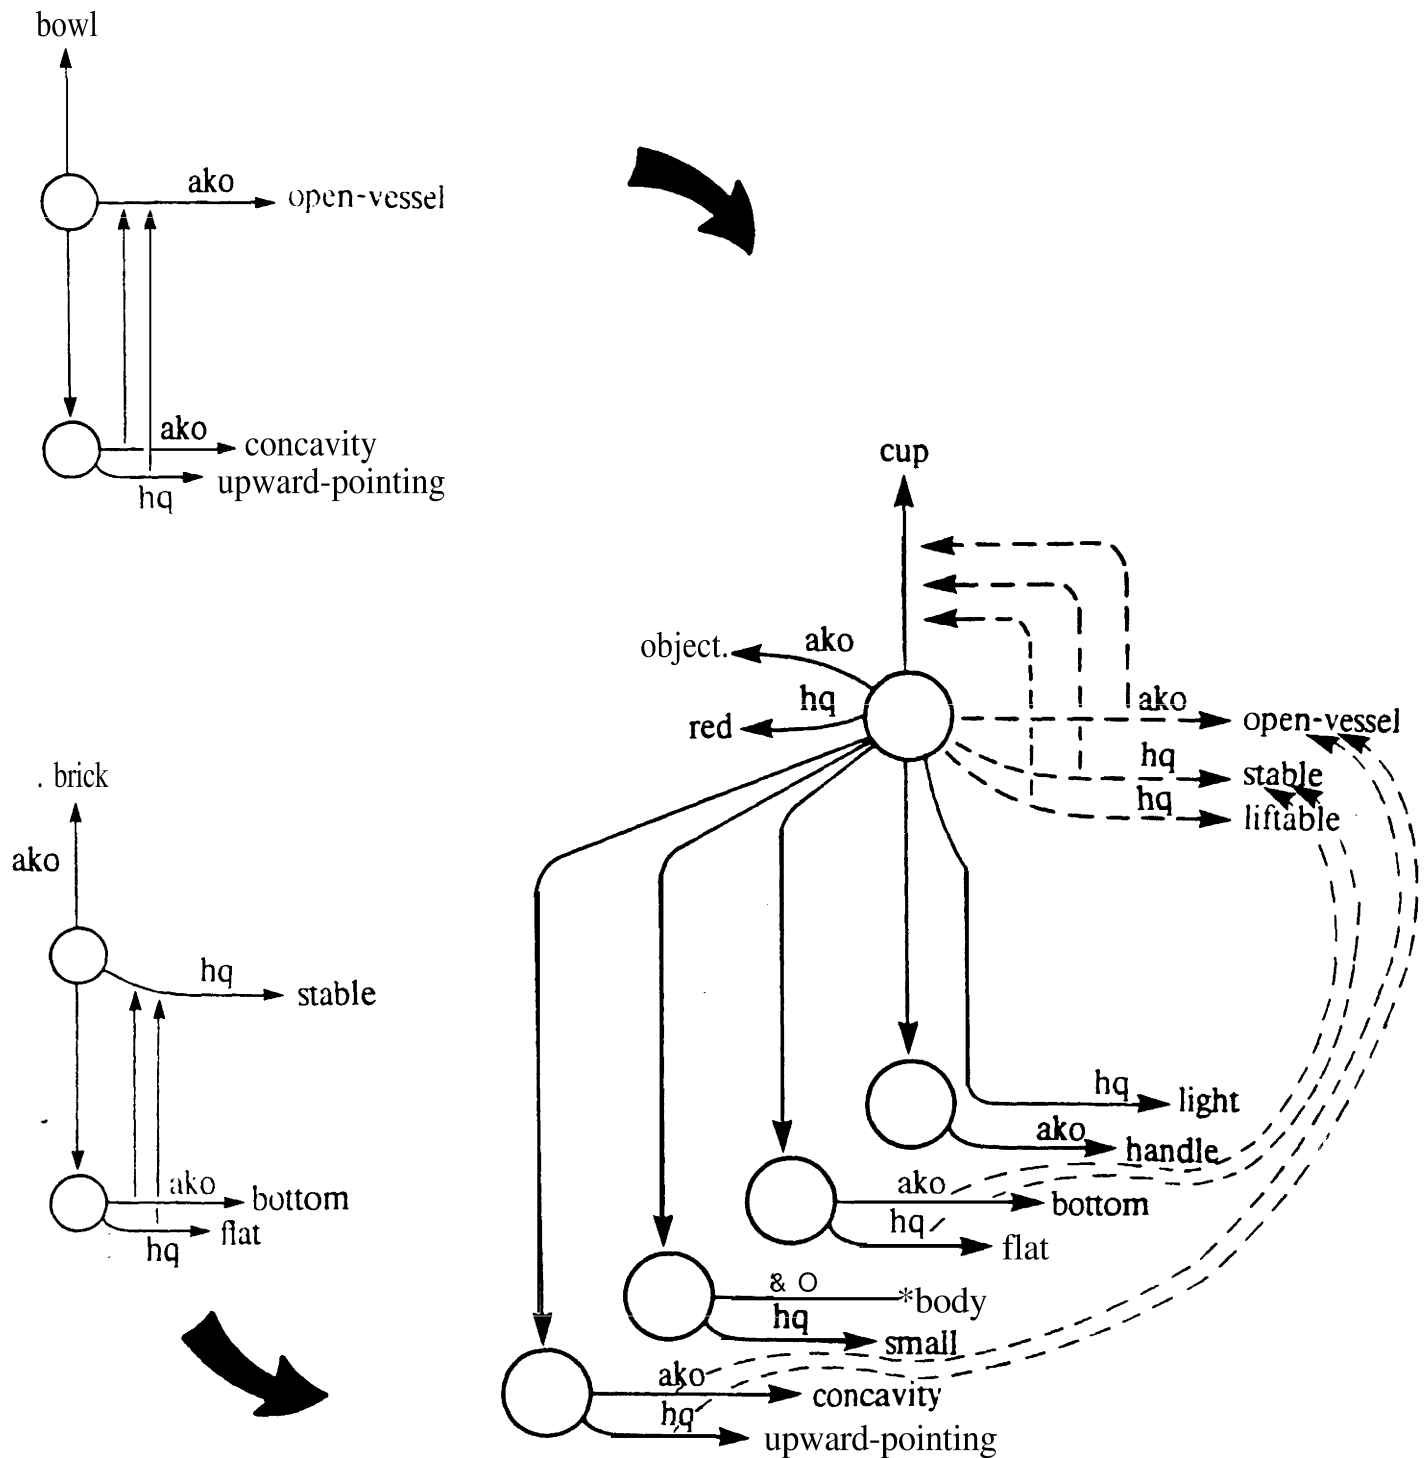 bowl
ako
open-vessel
ako
concavity
upward-pointing
hq
. brick
ako
hq
stable
ako
bottom
flat
hq
cup
object.
ako
hq
red
ako
open-vessel
hq
stable
hq
liftable
hq
light
ako
handle
ako
bottom
hq
flat
& O
*body
hq
small
ako
concavity
hq
upward-pointing